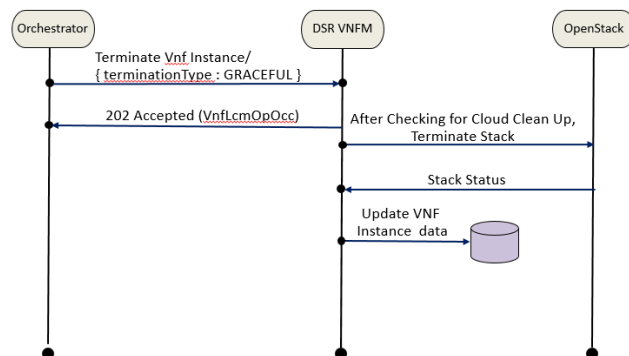 Orchestrator
DSR VNFM
OpenStack
Terminate Vnf Instance/
{ terminationType : GRACEFUL }
202 Accepted (VnfLcmOpOcc)
After Checking for Cloud Clean Up,
Terminate Stack
Stack Status
Update VNF
Instance data